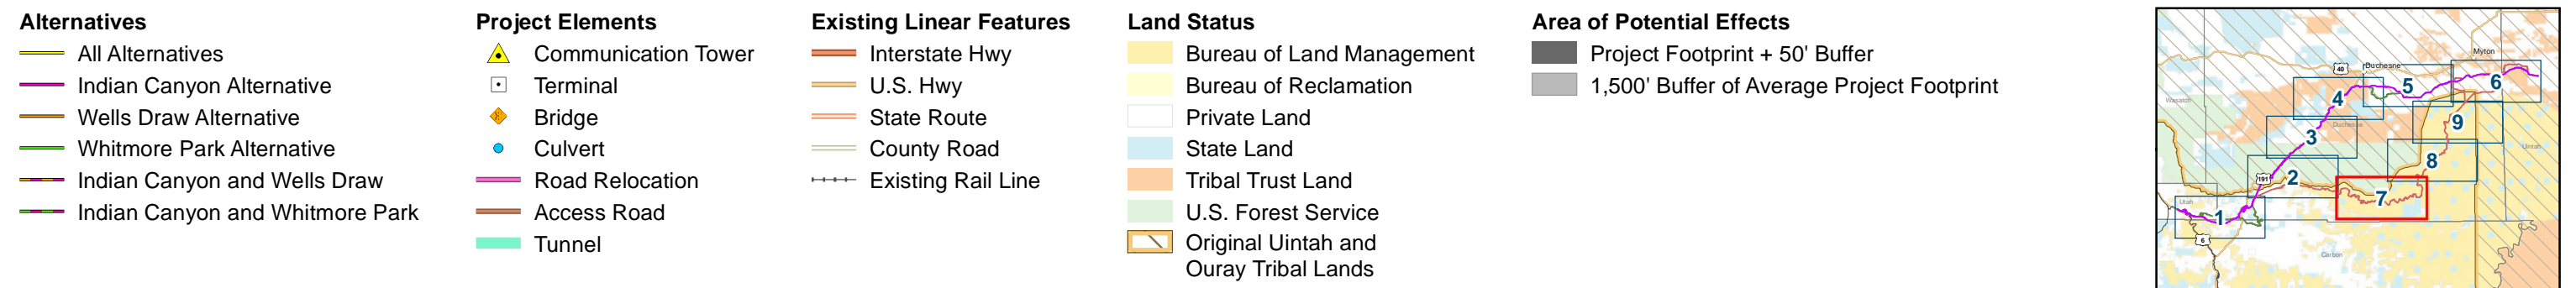 Alternatives
All Alternatives
Indian Canyon Alternative
Wells Draw Alternative
Whitmore Park Alternative
Indian Canyon and Wells Draw
Indian Canyon and Whitmore Park
Project Elements
Communication Tower
Terminal
Bridge
Culvert
Road Relocation
Access Road
Tunnel
Existing Linear Features
Interstate Hwy
U.S. Hwy
State Route
County Road
Existing Rail Line
Land Status
Bureau of Land Management
Bureau of Reclamation
Private Land
State Land
Tribal Trust Land
U.S. Forest Service
Original Uintah and
Ouray Tribal Lands
Area of Potential Effects
Project Footprint + 50' Buffer
1,500' Buffer of Average Project Footprint
Myton
40
Duchesne
5
6
4
Wasatch
Duchesne
9
3
Uintah
8
191
2
7
Utah
1
6
Carbon